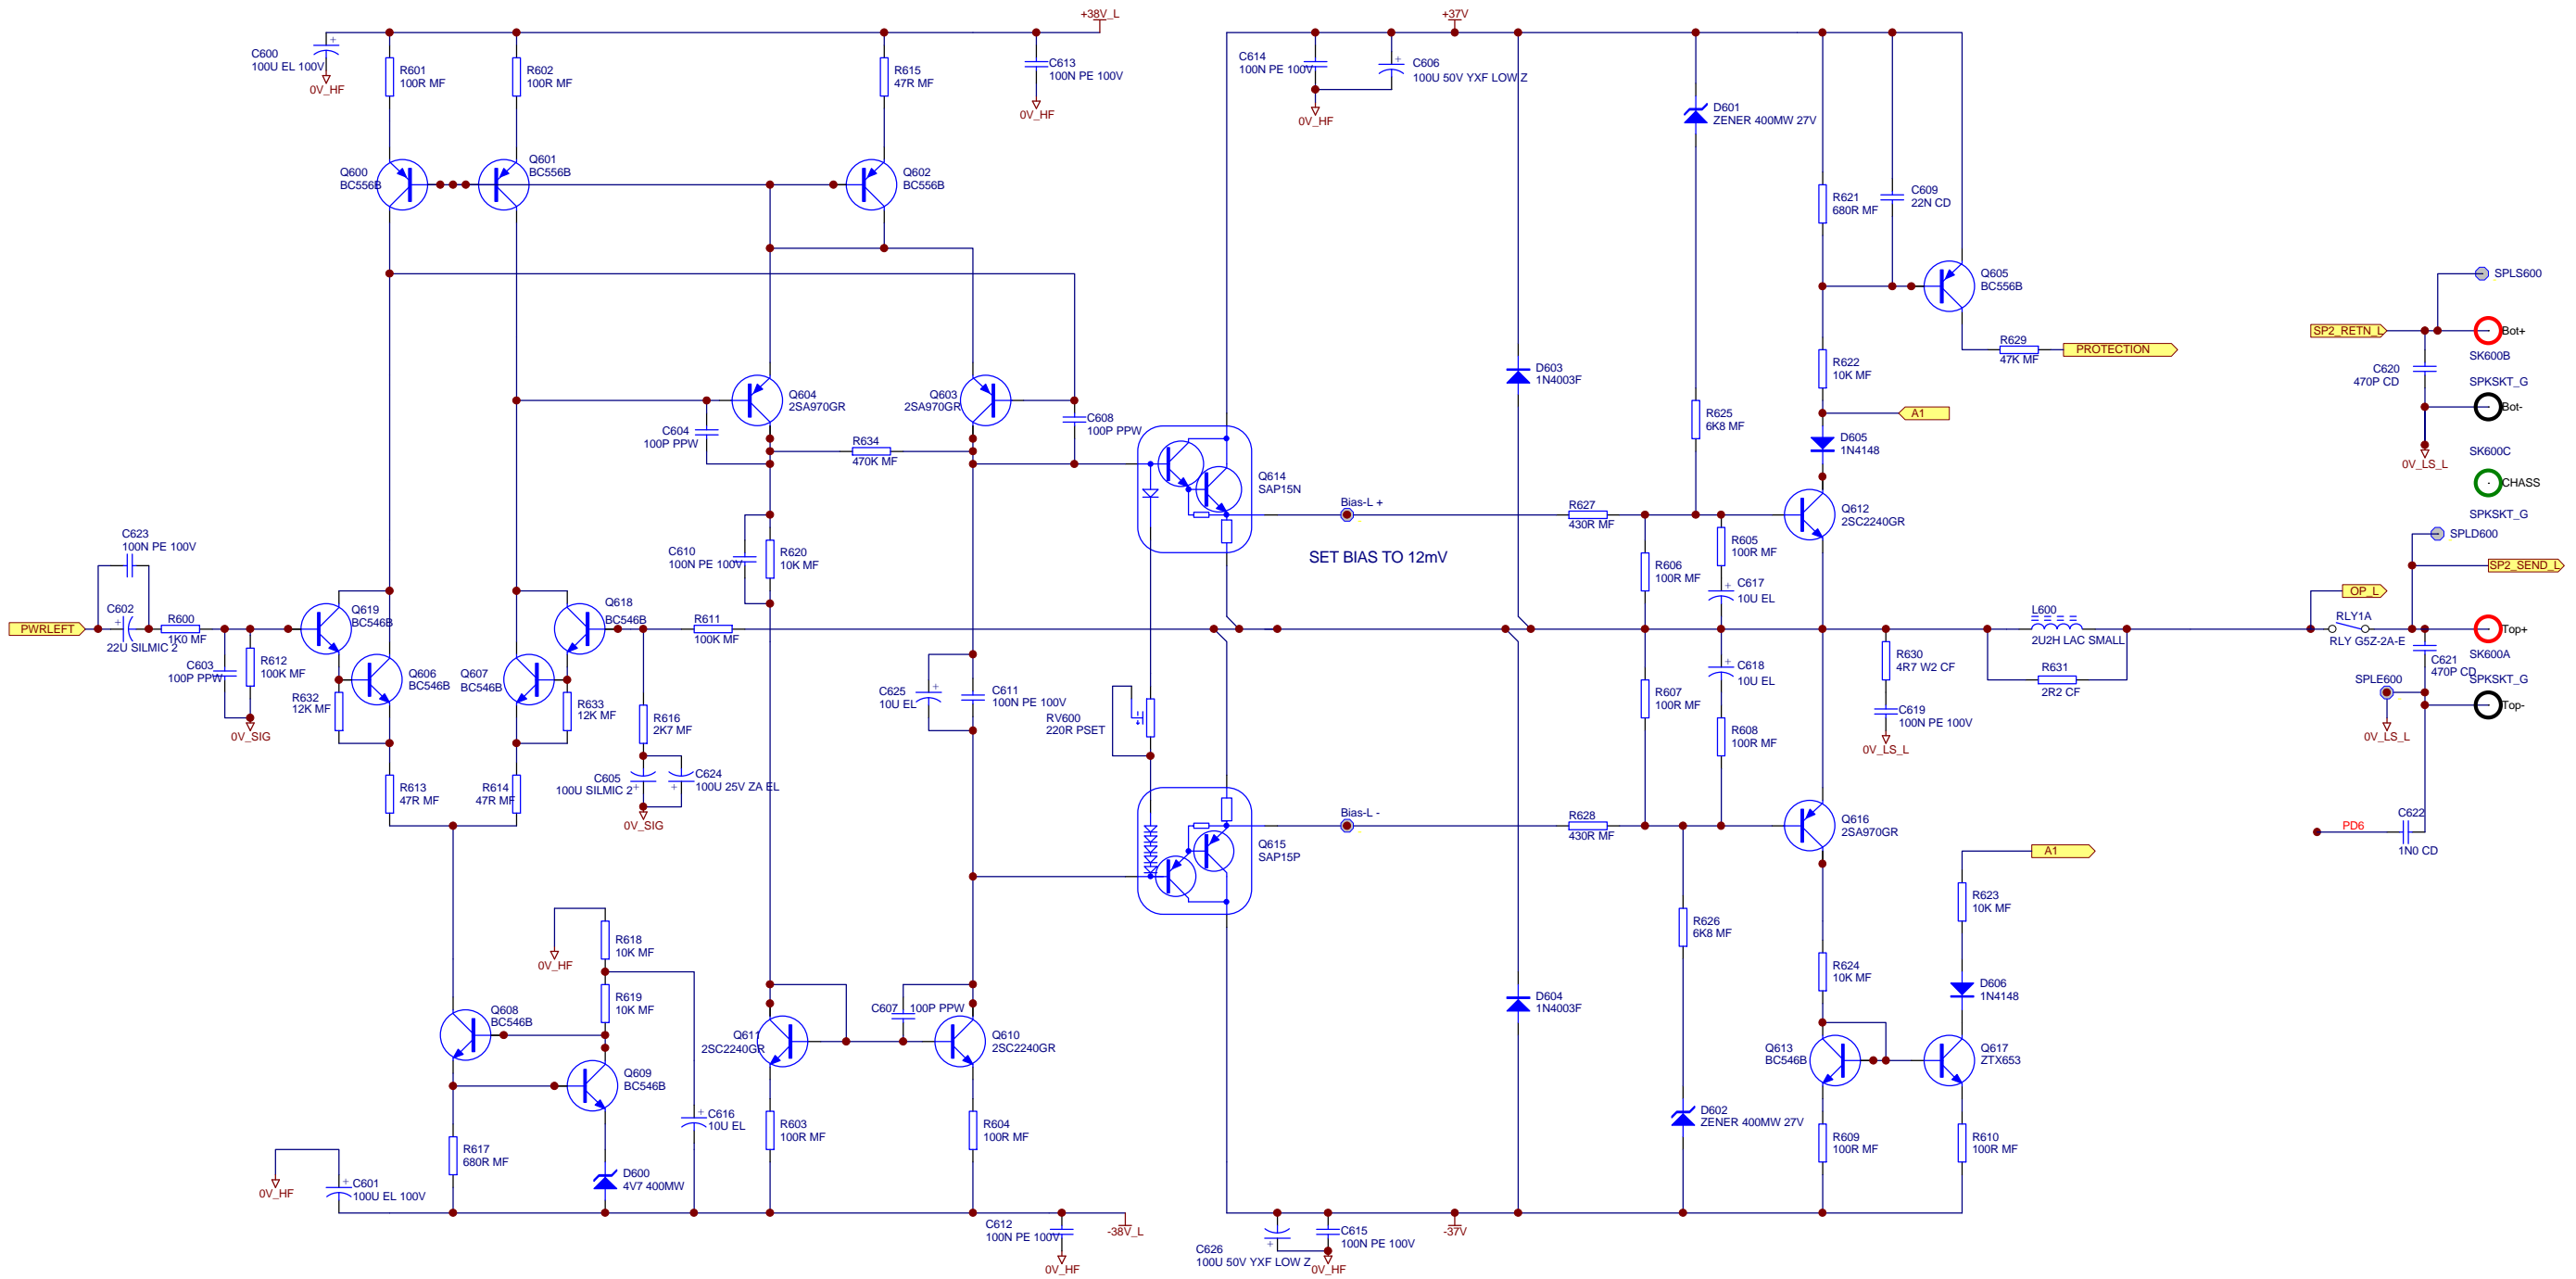 +38V_L
+37V
C600
100U EL 100V
0V_HF
R601
100R MF
R602
100R MF
R615
47R MF
C613
100N PE 100V
0V_HF
C614
100N PE 100V
0V_HF
C606
100U 50V YXF LOW Z
D601
ZENER 400MW 27V
Q600
BC556B
Q601
BC556B
Q602
BC556B
R621
680R MF
C609
22N CD
Q605
BC556B
R629
47K MF
PROTECTION
SPLS600
SP2_RETN_L
Bot+
SK600B
C620
470P CD
SPKSKT_G
Bot-
0V_LS_L
SK600C
CHASS
SPKSKT_G
D603
1N4003F
R622
10K MF
A1
D605
1N4148
R625
6K8 MF
Q604
2SA970GR
Q603
2SA970GR
C604
100P PPW
R634
470K MF
C608
100P PPW
Q614
SAP15N
Bias-L +
SET BIAS TO 12mV
R627
430R MF
Q612
2SC2240GR
R605
100R MF
R606
100R MF
C617
10U EL
C610
100N PE 100V
R620
10K MF
C623
100N PE 100V
PWRLEFT
C602
22U SILMIC 2
R600
1K0 MF
C603
100P PPW
R612
100K MF
0V_SIG
Q619
BC546B
Q618
BC546B
R611
100K MF
Q606
BC546B
Q607
BC546B
R632
12K MF
R633
12K MF
R616
2K7 MF
R613
47R MF
R614
47R MF
C605
100U SILMIC 2
C624
100U 25V ZA EL
0V_SIG
C625
10U EL
C611
100N PE 100V
RV600
220R PSET
R607
100R MF
C618
10U EL
R608
100R MF
R630
4R7 W2 CF
C619
100N PE 100V
0V_LS_L
L600
2U2H LAC SMALL
R631
2R2 CF
OP_L
RLY1A
RLY G5Z-2A-E
SPLD600
SP2_SEND_L
Top+
SK600A
C621
470P CD
SPKSKT_G
SPLE600
0V_LS_L
Top-
C622
1N0 CD
PD6
Q615
SAP15P
Bias-L -
R628
430R MF
Q616
2SA970GR
A1
R623
10K MF
R626
6K8 MF
R624
10K MF
D606
1N4148
D604
1N4003F
R618
10K MF
0V_HF
R619
10K MF
Q608
BC546B
Q609
BC546B
C616
10U EL
R617
680R MF
D600
4V7 400MW
0V_HF
C601
100U EL 100V
Q611
2SC2240GR
C607
100P PPW
Q610
2SC2240GR
R603
100R MF
R604
100R MF
Q613
BC546B
Q617
ZTX653
D602
ZENER 400MW 27V
R609
100R MF
R610
100R MF
C612
100N PE 100V
0V_HF
-38V_L
C626
100U 50V YXF LOW Z
C615
100N PE 100V
0V_HF
-37V